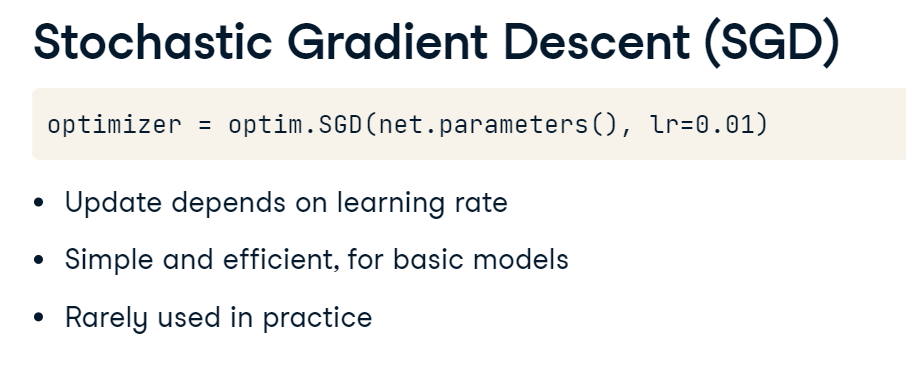 Stochastic Gradient Descent (SGD)
optimizer = optim.SGD(net.parameters(), lr=0.01)
• Update depends on learning rate
• Simple and efficient, for basic models
• Rarely used in practice